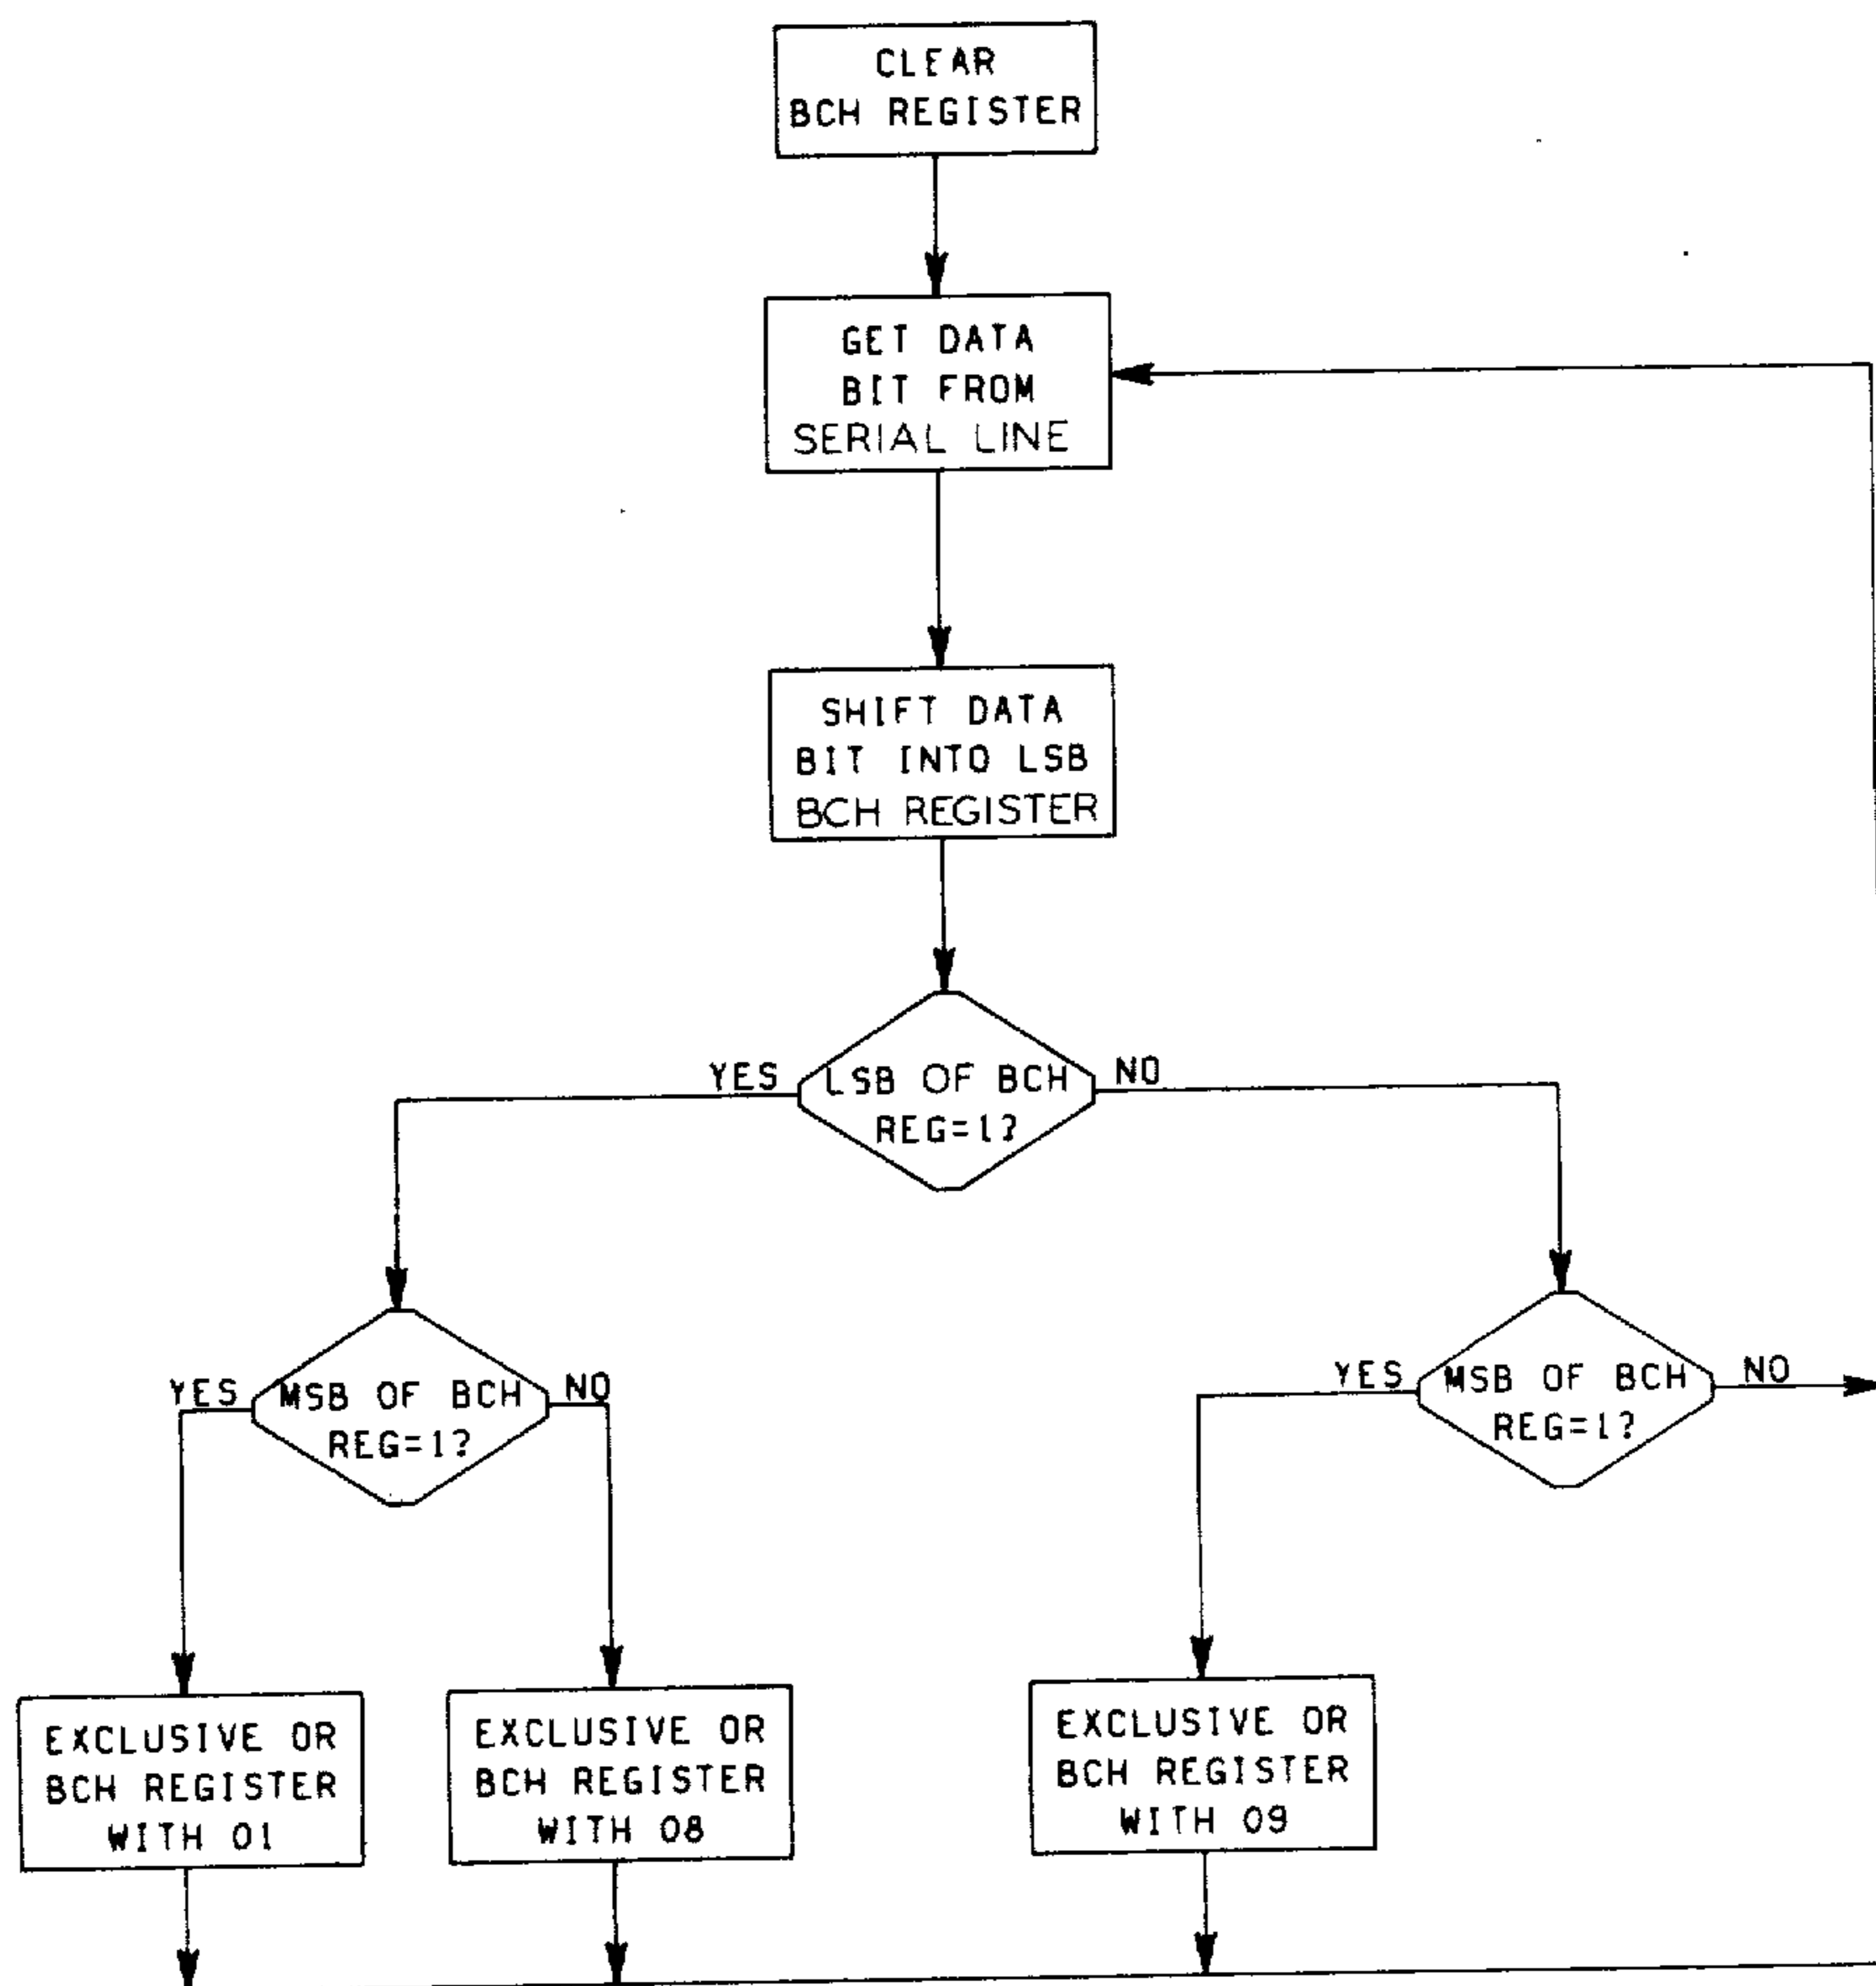 CLEAR
BCH REGISTER
GET DATA
BIT FROM
SERIAL LINE
SHIFT DATA
BIT INTO LSB
BCH REGISTER
YES
LSB OF BCH
REG=1?
NO
YES
MSB OF BCH
REG=1?
NO
YES
MSB OF BCH
REG=1?
NO
EXCLUSIVE OR
BCH REGISTER
WITH 01
EXCLUSIVE OR
BCH REGISTER
WITH 08
EXCLUSIVE OR
BCH REGISTER
WITH 09